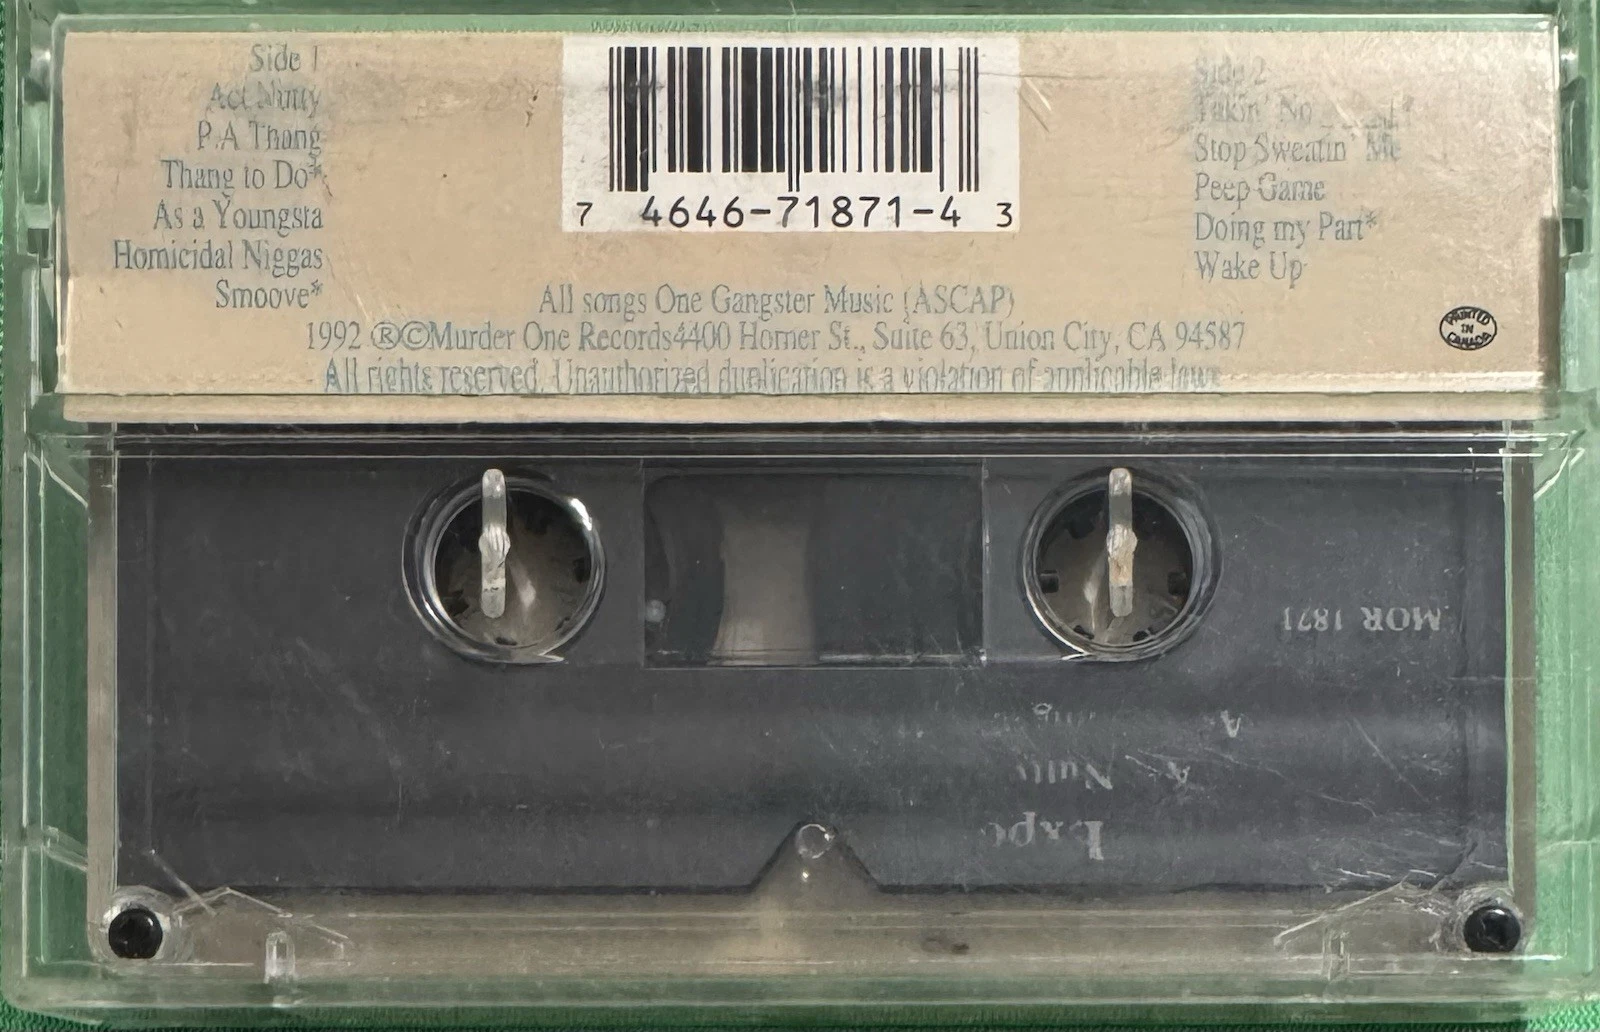 Side 1
Act Nutty
P.A Thang
Thang to Do*
As a Youngsta
Homicidal Niggas
Smoove*
7 4646-71871-4 3
Side 2
Takin' No
Stop Sweatin' Me
Peep Game
Doing my Part*
Wake Up
All songs One Gangster Music (ASCAP)
1992 ®©Murder One Records4400 Horner St., Suite 63, Union City, CA 94587
All rights reserved. Unauthorized duplication is a violation of applicable laws
PRINTED
IN
CANADA
MOR 1871